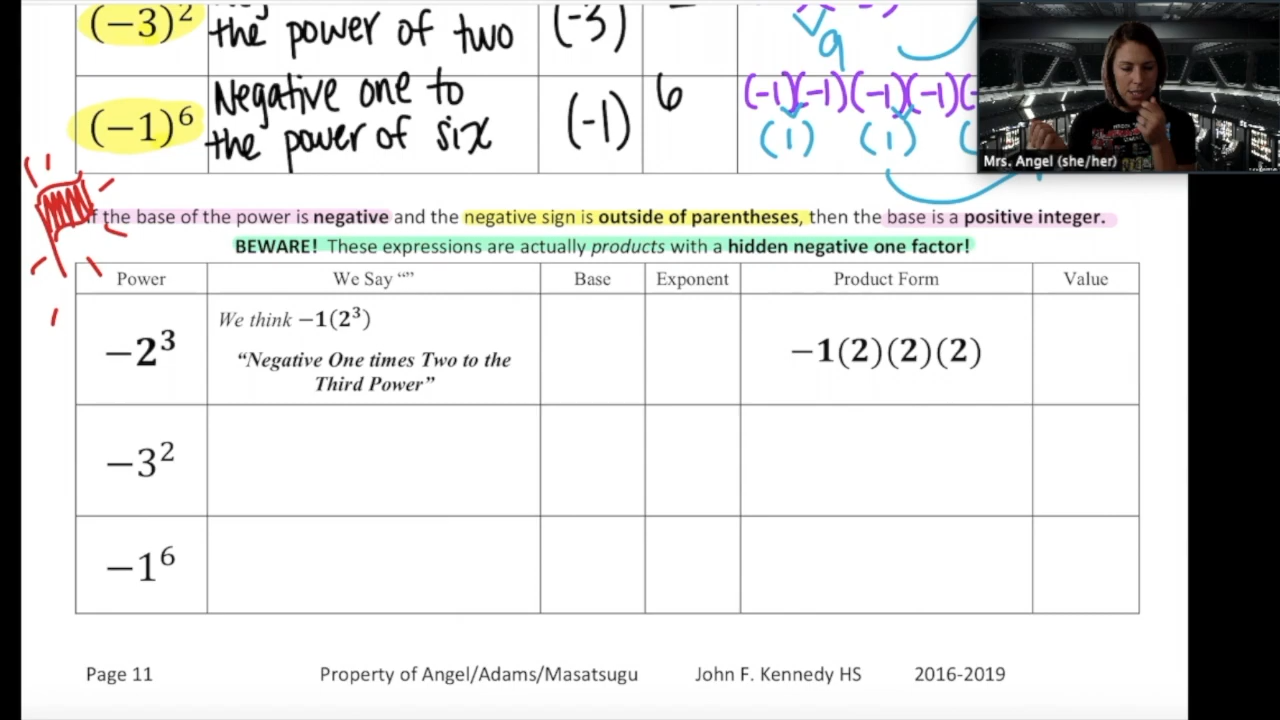 (−3)² the power of two (-3)
9
Negative one to
(−1)⁶ the power of six (-1) 6 (-1)(-1)(-1)(-1)(-
(1) (1) (
Mrs. Angel (she/her)
the base of the power is negative and the negative sign is outside of parentheses, then the base is a positive integer.
BEWARE! These expressions are actually products with a hidden negative one factor!
Power We Say “” Base Exponent Product Form Value
We think −1(2³)
−2³ −1(2)(2)(2)
“Negative One times Two to the
Third Power”
−3²
−1⁶
Page 11 Property of Angel/Adams/Masatsugu John F. Kennedy HS 2016-2019